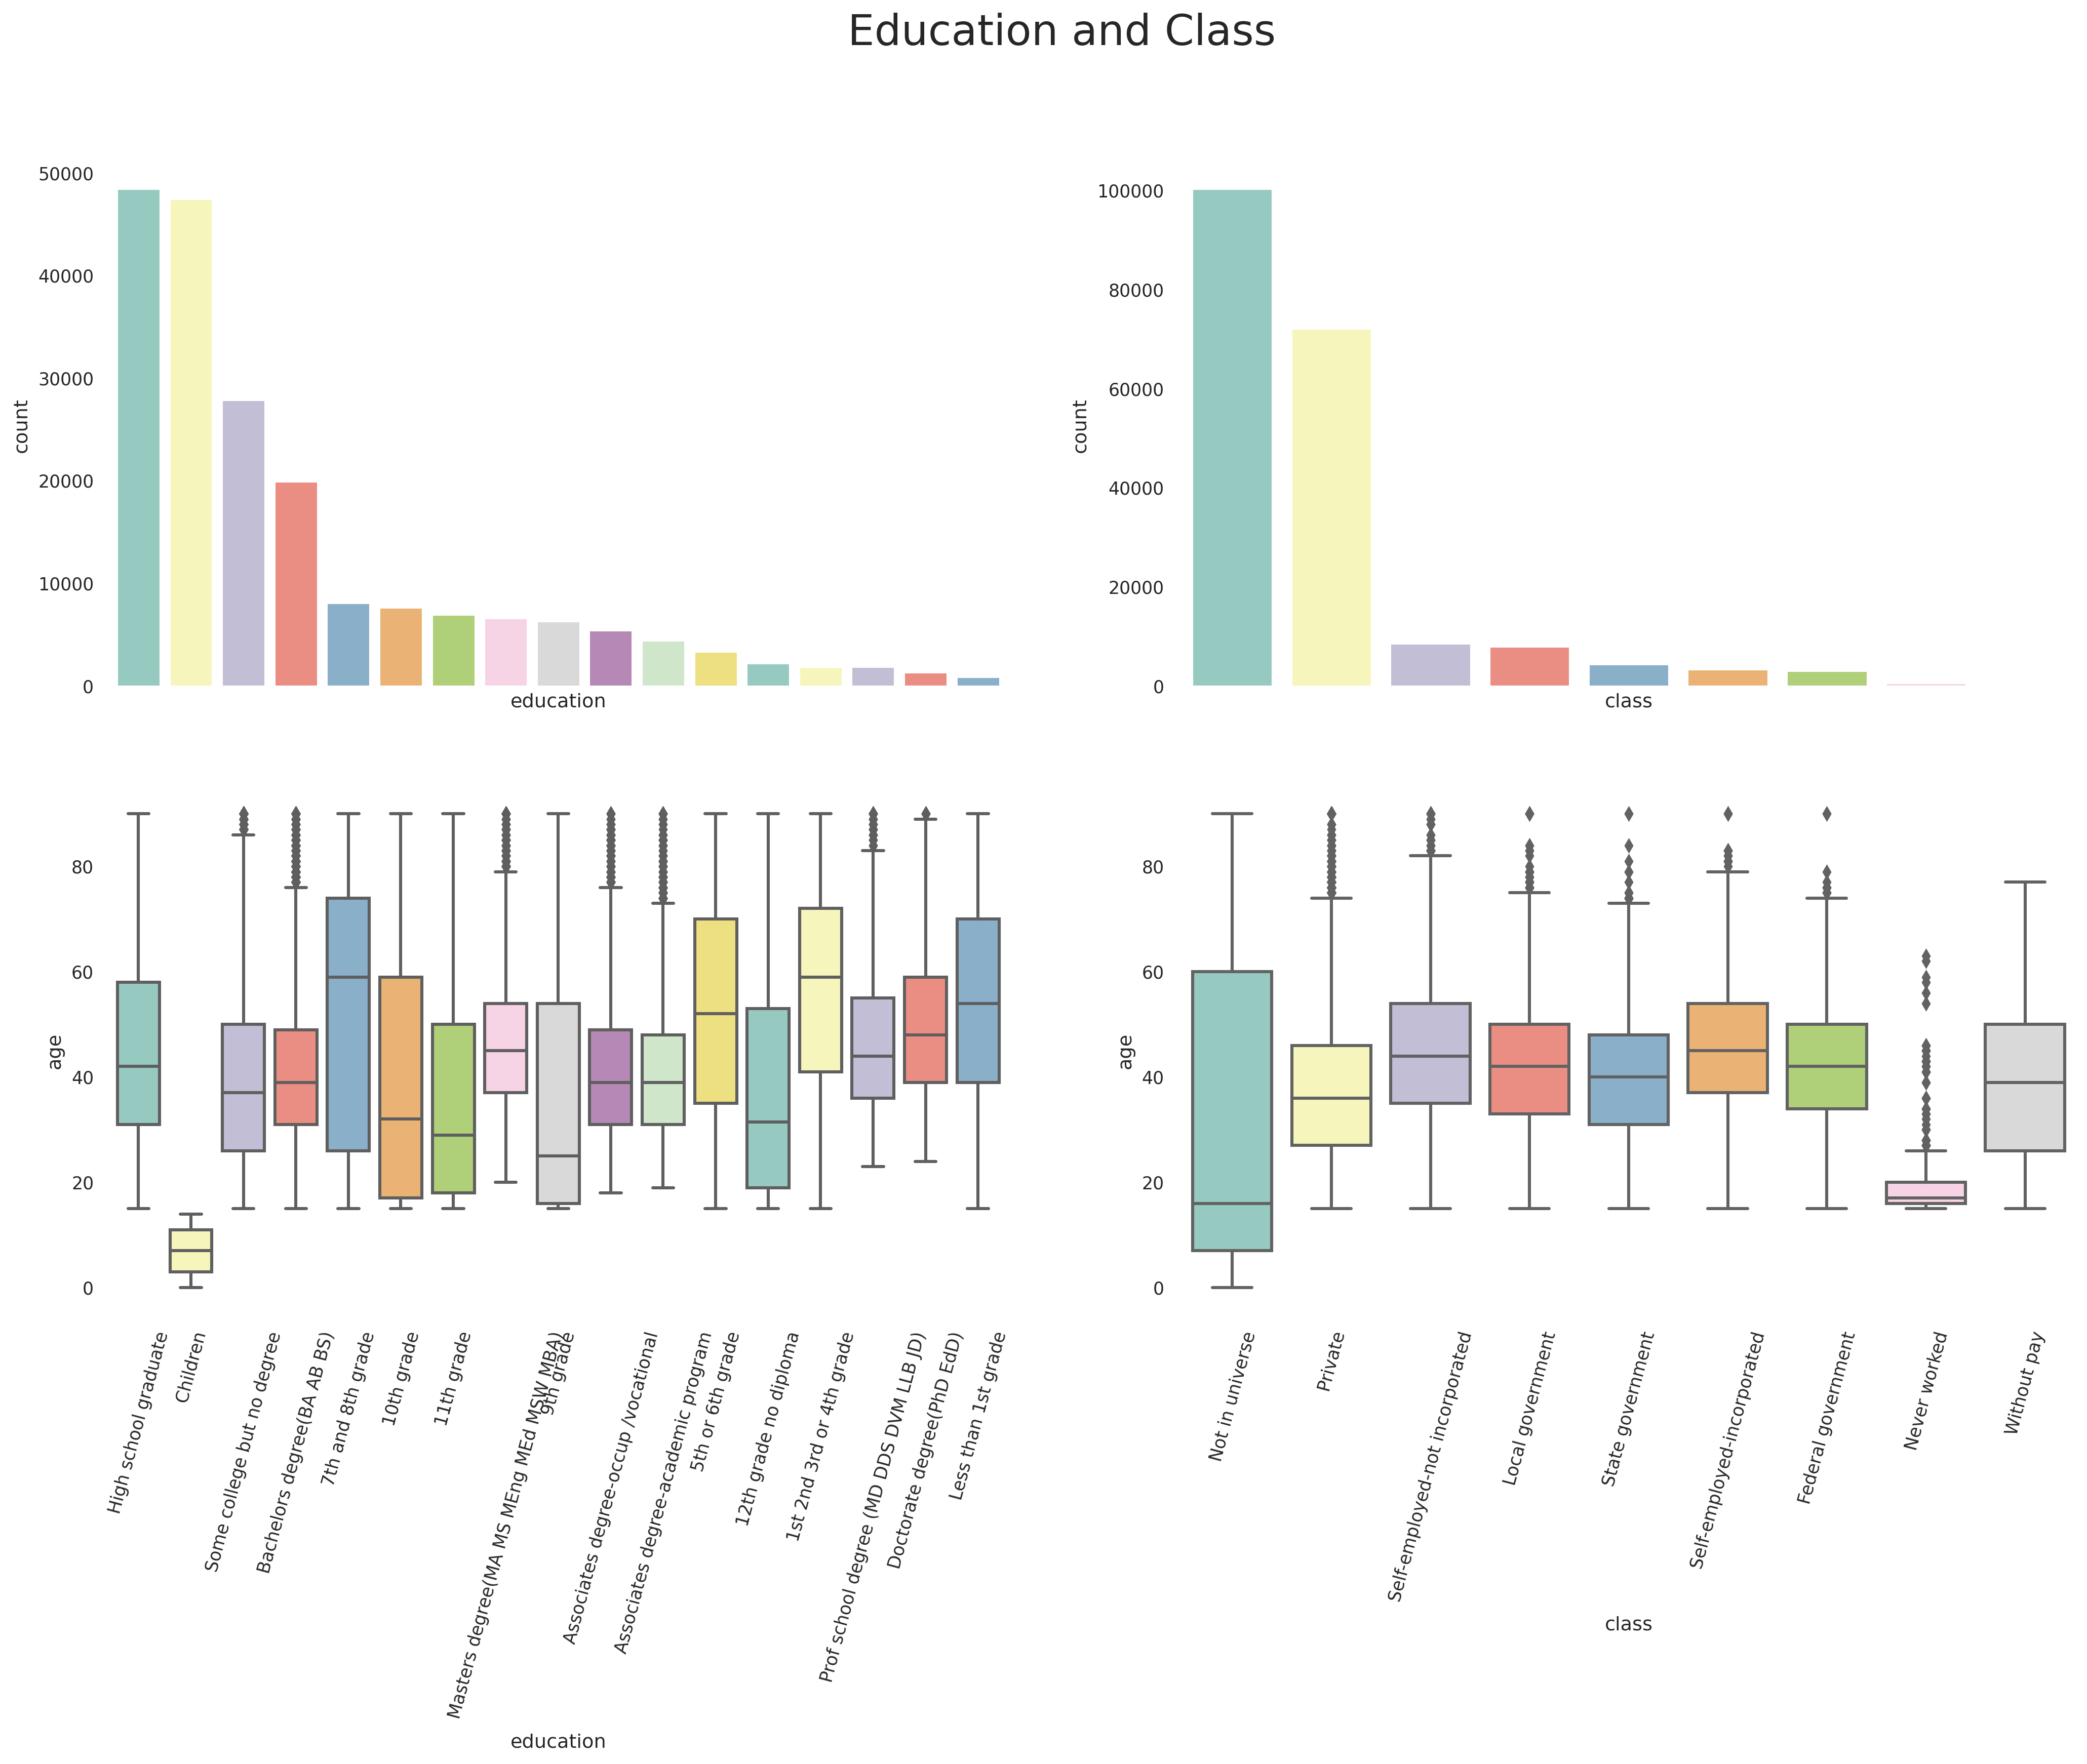 Education and Class
50000
40000
30000
20000
10000
0
count
education
100000
80000
60000
40000
20000
0
count
class
80
60
40
20
0
age
High school graduate
Children
Some college but no degree
Bachelors degree(BA AB BS)
7th and 8th grade
10th grade
11th grade
Masters degree(MA MS MEng MEd MSW MBA)
9th grade
Associates degree-occup /vocational
Associates degree-academic program
5th or 6th grade
12th grade no diploma
1st 2nd 3rd or 4th grade
Prof school degree (MD DDS DVM LLB JD)
Doctorate degree(PhD EdD)
Less than 1st grade
education
80
60
40
20
0
age
Not in universe
Private
Self-employed-not incorporated
Local government
State government
Self-employed-incorporated
Federal government
Never worked
Without pay
class